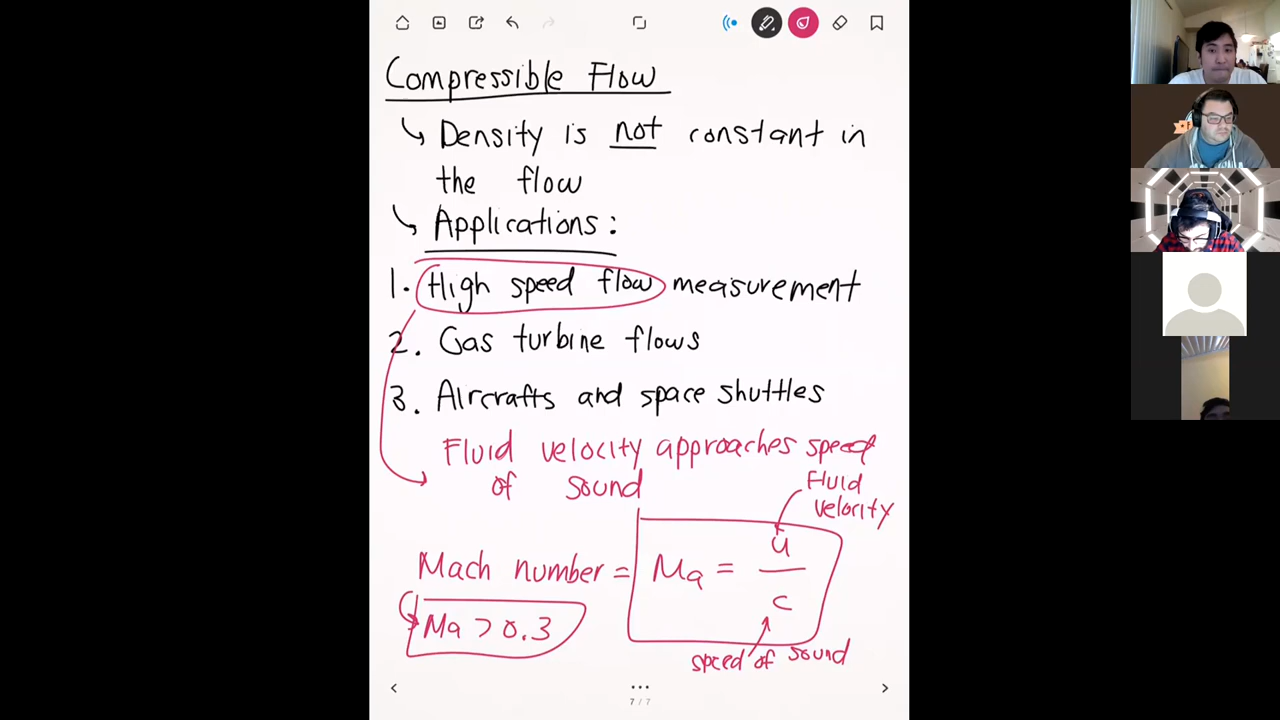 Compressible Flow
↳ Density is not constant in
the flow
↳ Applications:
1. High speed flow measurement
2. Gas turbine flows
3. Aircrafts and space shuttles
Fluid velocity approaches speed
of sound
Fluid
velocity
Mach number = Ma = u / c
Ma > 0.3
speed of sound
7 / 7